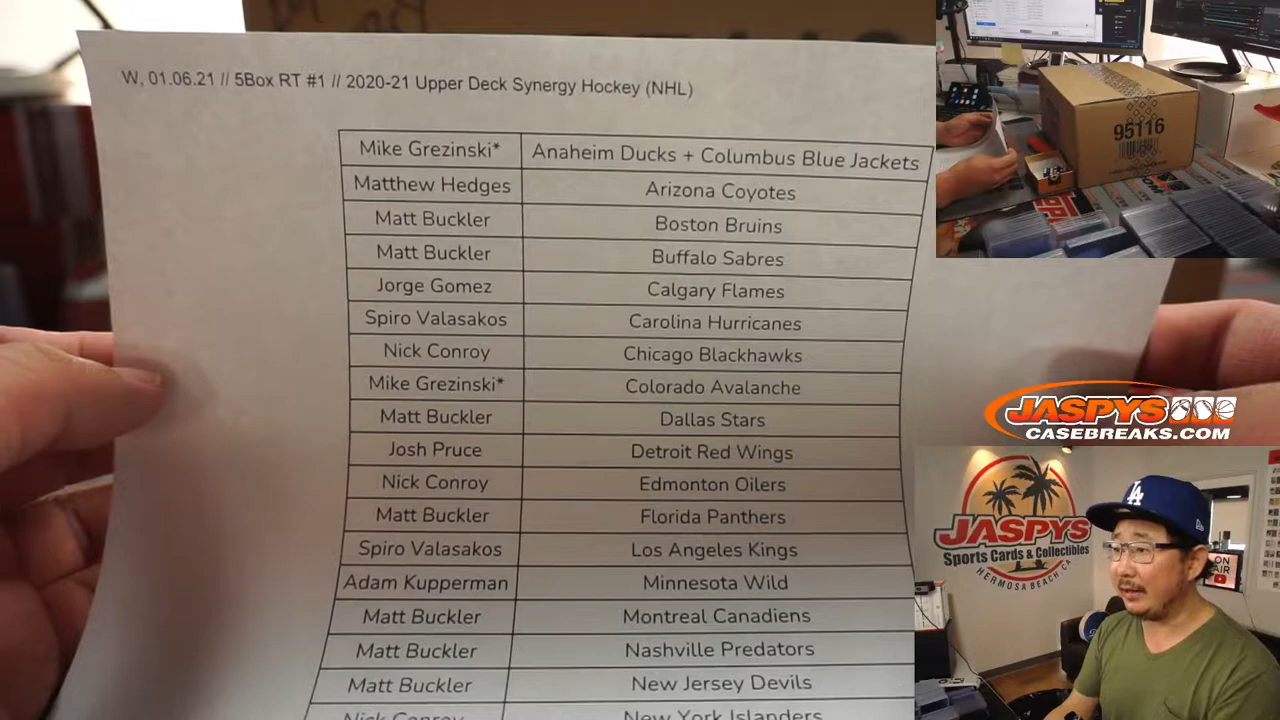 W, 01.06.21 // 5Box RT #1 // 2020-21 Upper Deck Synergy Hockey (NHL)
Mike Grezinski* Anaheim Ducks + Columbus Blue Jackets
Matthew Hedges Arizona Coyotes
Matt Buckler Boston Bruins
Matt Buckler Buffalo Sabres
Jorge Gomez Calgary Flames
Spiro Valasakos Carolina Hurricanes
Nick Conroy Chicago Blackhawks
Mike Grezinski* Colorado Avalanche
Matt Buckler Dallas Stars
Josh Pruce Detroit Red Wings
Nick Conroy Edmonton Oilers
Matt Buckler Florida Panthers
Spiro Valasakos Los Angeles Kings
Adam Kupperman Minnesota Wild
Matt Buckler Montreal Canadiens
Matt Buckler Nashville Predators
Matt Buckler New Jersey Devils
Nick Conroy New York Islanders
95116
JASPYS
CASEBREAKS.COM
JASPYS
Sports Cards & Collectibles
HERMOSA BEACH, CA
LA
ON
AIR